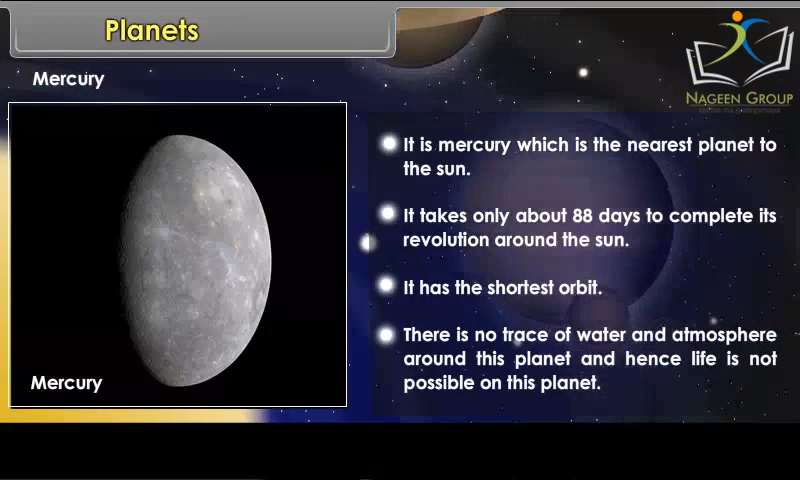 Planets
Mercury
NAGEEN GROUP
Mercury
It is mercury which is the nearest planet to
the sun.
It takes only about 88 days to complete its
revolution around the sun.
It has the shortest orbit.
There is no trace of water and atmosphere
around this planet and hence life is not
possible on this planet.